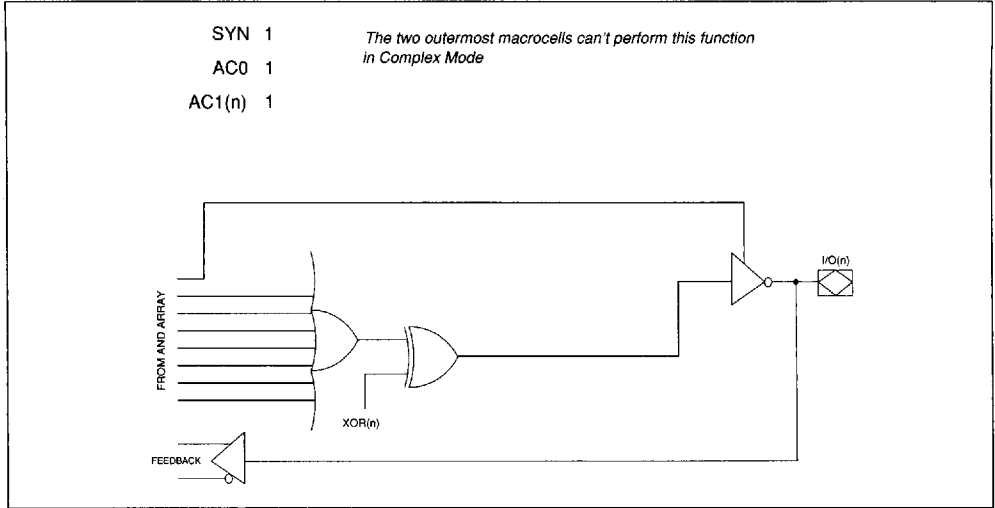 SYN 1
AC0 1
AC1(n) 1
The two outermost macrocells can't perform this function
in Complex Mode
I/O(n)
FROM AND ARRAY
XOR(n)
FEEDBACK